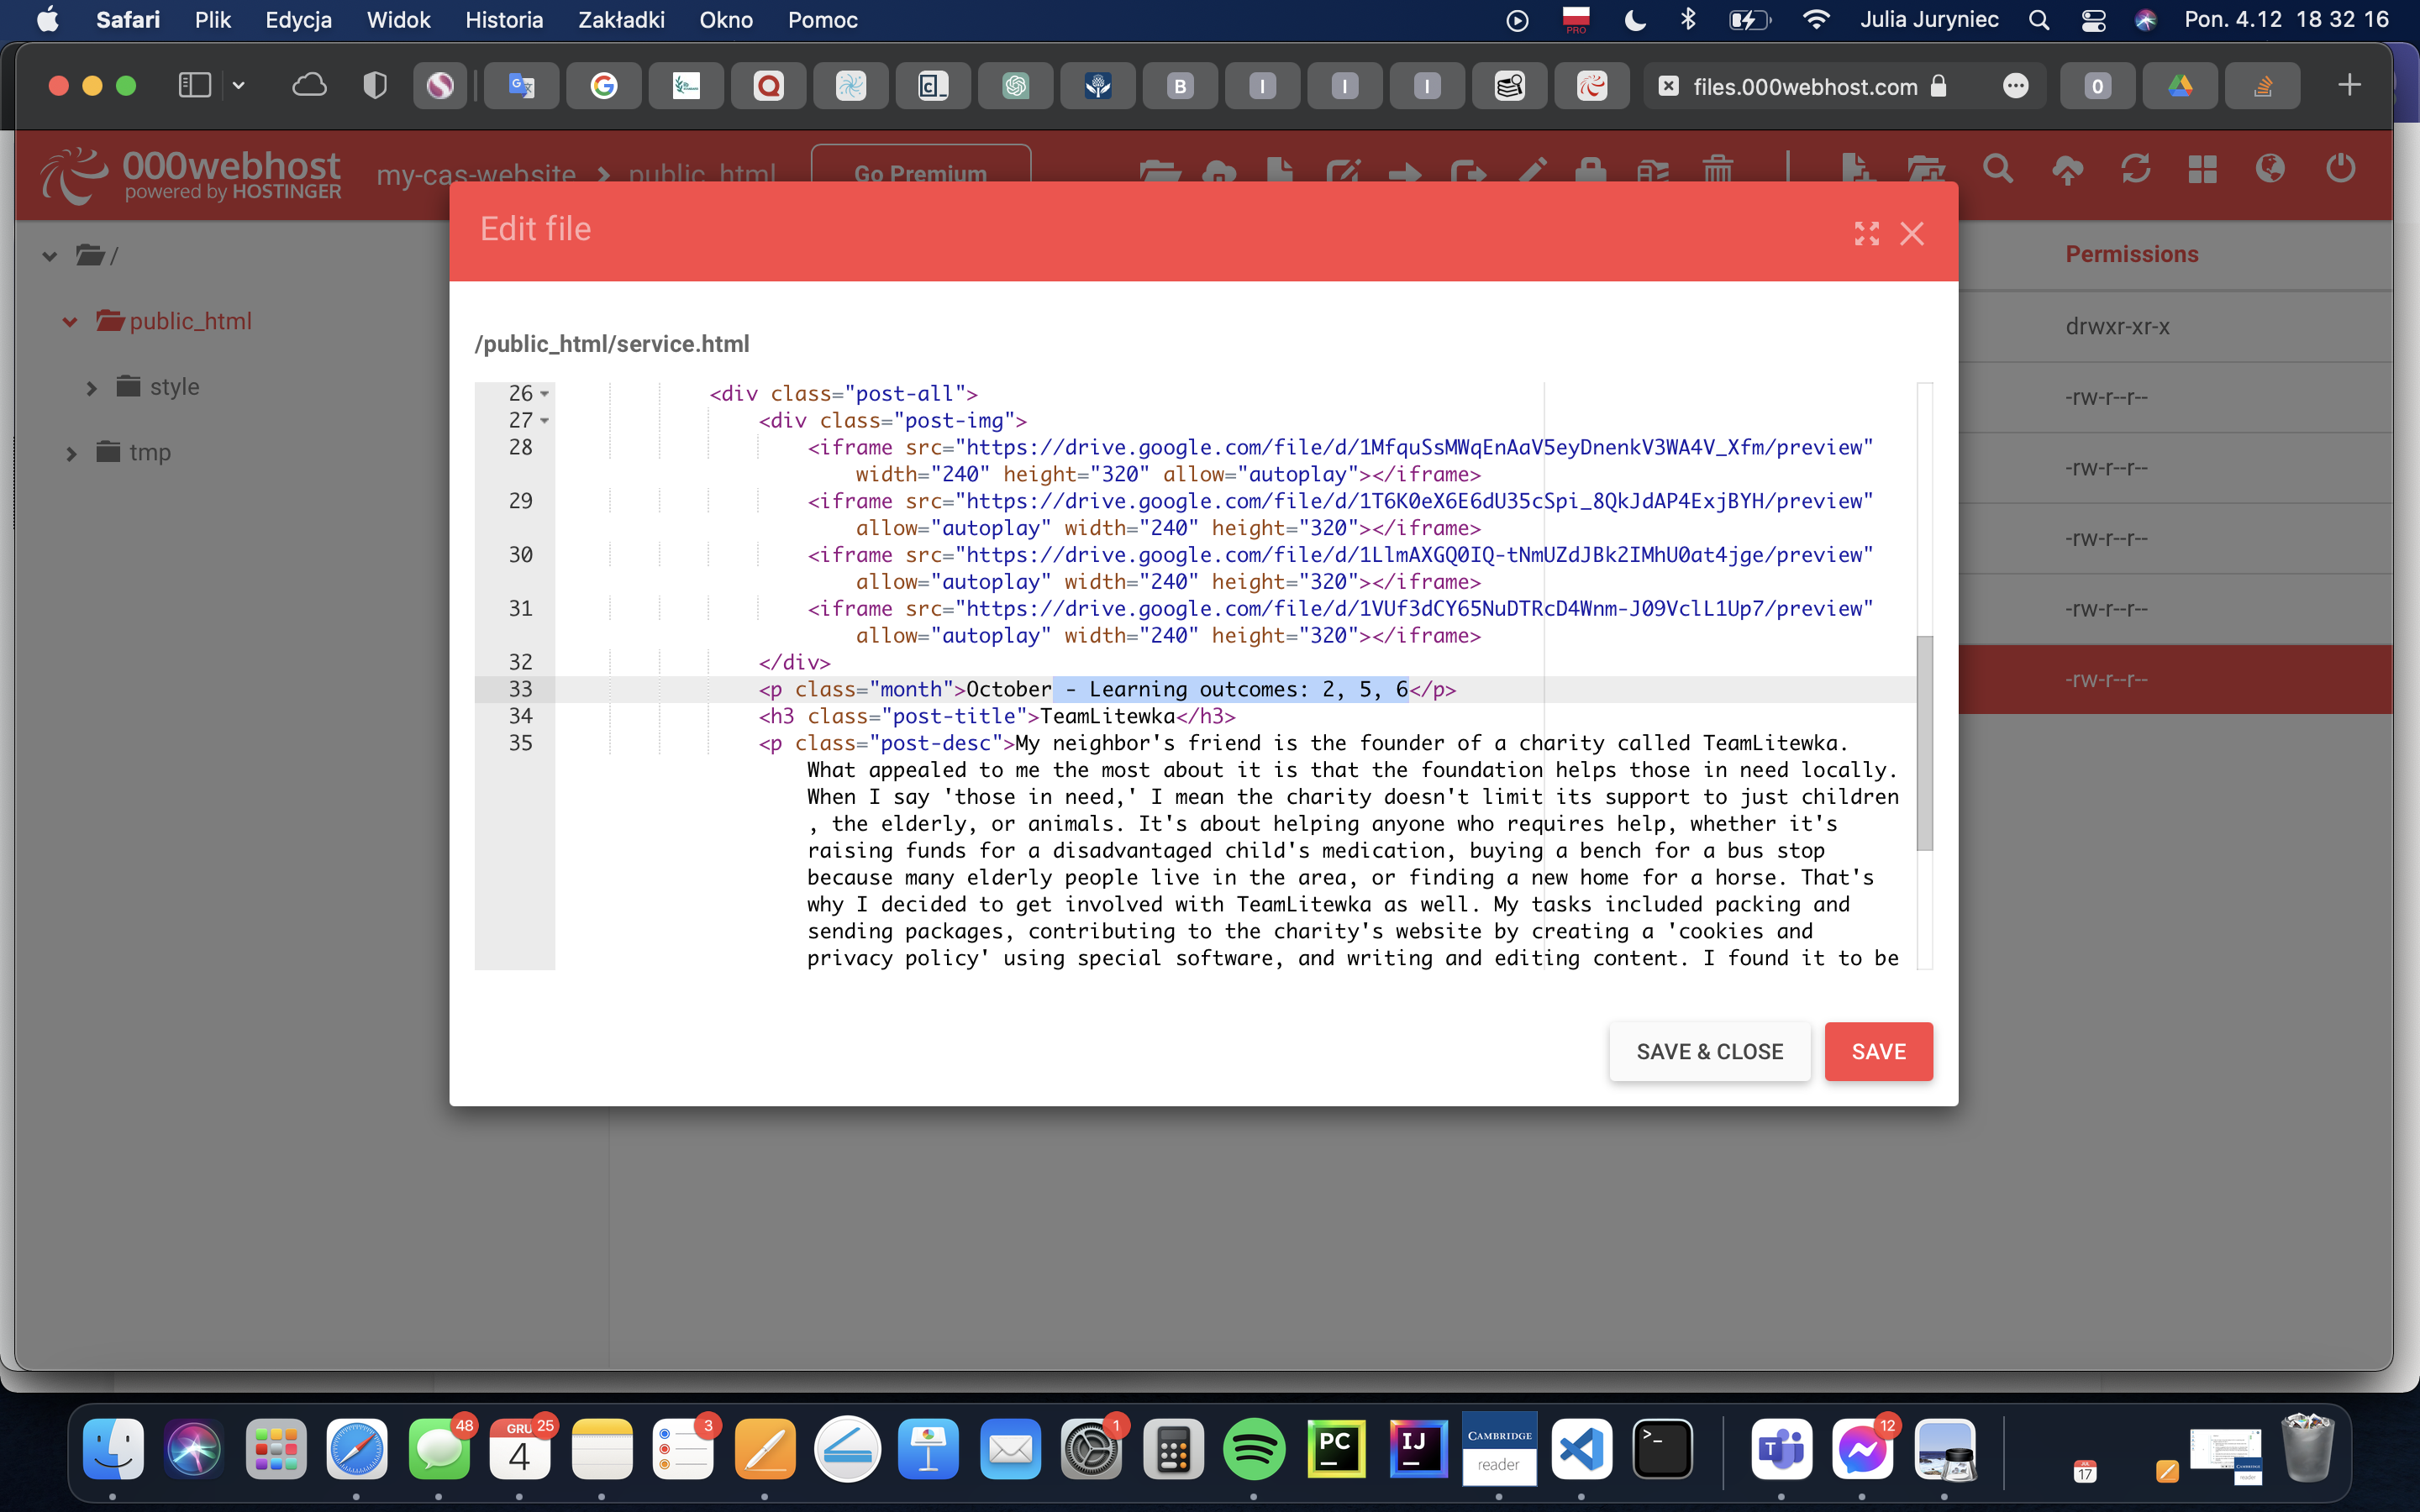 Safari Plik Edycja Widok Historia Zakładki Okno Pomoc PRO Julia Juryniec Pon. 4.12 18 32 16
B I I I files.000webhost.com 0
000webhost
powered by HOSTINGER
my-cas-website > public_html Go Premium
Edit file
/
Permissions
public_html
drwxr-xr-x
/public_html/service.html
style
-rw-r--r--
tmp
-rw-r--r--
-rw-r--r--
-rw-r--r--
-rw-r--r--
26 <div class="post-all">
27 <div class="post-img">
28 <iframe src="https://drive.google.com/file/d/1MfquSsMWqEnAaV5eyDnenkV3WA4V_Xfm/preview"
width="240" height="320" allow="autoplay"></iframe>
29 <iframe src="https://drive.google.com/file/d/1T6K0eX6E6dU35cSpi_8QkJdAP4ExjBYH/preview"
allow="autoplay" width="240" height="320"></iframe>
30 <iframe src="https://drive.google.com/file/d/1LlmAXGQ0IQ-tNmUZdJBk2IMhU0at4jge/preview"
allow="autoplay" width="240" height="320"></iframe>
31 <iframe src="https://drive.google.com/file/d/1VUf3dCY65NuDTRcD4Wnm-J09VclL1Up7/preview"
allow="autoplay" width="240" height="320"></iframe>
32 </div>
33 <p class="month">October - Learning outcomes: 2, 5, 6</p>
34 <h3 class="post-title">TeamLitewka</h3>
35 <p class="post-desc">My neighbor's friend is the founder of a charity called TeamLitewka.
What appealed to me the most about it is that the foundation helps those in need locally.
When I say 'those in need,' I mean the charity doesn't limit its support to just children
, the elderly, or animals. It's about helping anyone who requires help, whether it's
raising funds for a disadvantaged child's medication, buying a bench for a bus stop
because many elderly people live in the area, or finding a new home for a horse. That's
why I decided to get involved with TeamLitewka as well. My tasks included packing and
sending packages, contributing to the charity's website by creating a 'cookies and
privacy policy' using special software, and writing and editing content. I found it to be
SAVE & CLOSE SAVE
48 GRU 25 4 3 1 PC IJ CAMBRIDGE reader T 12 17